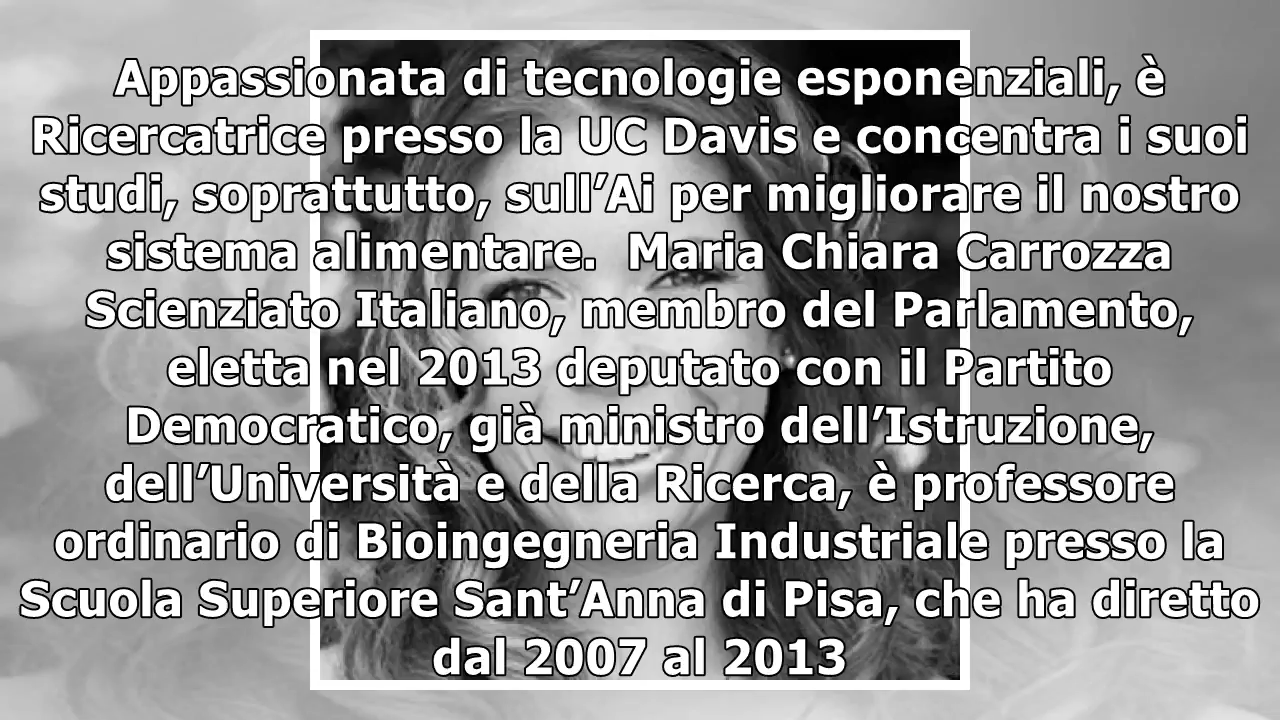 Appassionata di tecnologie esponenziali, è
Ricercatrice presso la UC Davis e concentra i suoi
studi, soprattutto, sull’Ai per migliorare il nostro
sistema alimentare.  Maria Chiara Carrozza
Scienziato Italiano, membro del Parlamento,
eletta nel 2013 deputato con il Partito
Democratico, già ministro dell’Istruzione,
dell’Università e della Ricerca, è professore
ordinario di Bioingegneria Industriale presso la
Scuola Superiore Sant’Anna di Pisa, che ha diretto
dal 2007 al 2013